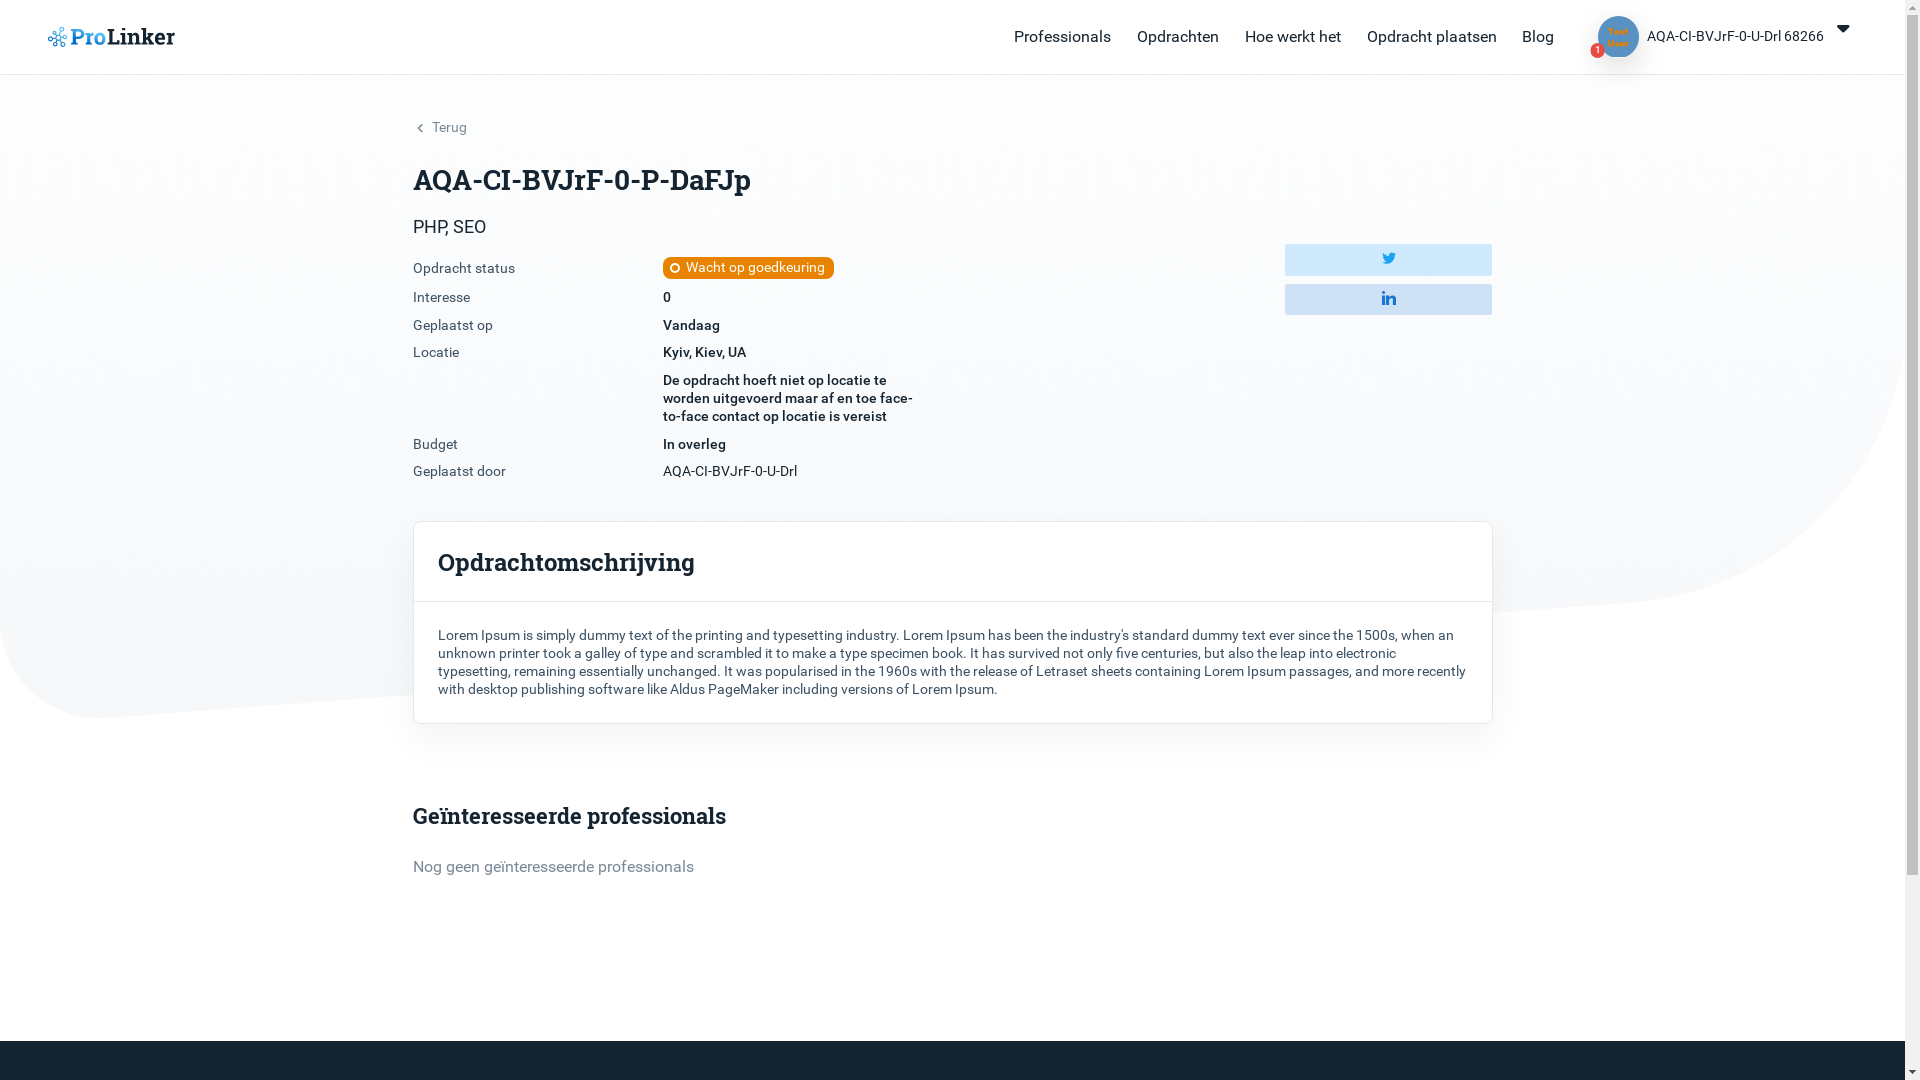 ProLinker
Professionals
Opdrachten
Hoe werkt het
Opdracht plaatsen
Blog
1
AQA-CI-BVJrF-0-U-Drl 68266
Terug
AQA-CI-BVJrF-0-P-DaFJp
PHP, SEO
Opdracht status
Wacht op goedkeuring
Interesse
0
Geplaatst op
Vandaag
Locatie
Kyiv, Kiev, UA
De opdracht hoeft niet op locatie te
worden uitgevoerd maar af en toe face-
to-face contact op locatie is vereist
Budget
In overleg
Geplaatst door
AQA-CI-BVJrF-0-U-Drl
in
Opdrachtomschrijving
Lorem Ipsum is simply dummy text of the printing and typesetting industry. Lorem Ipsum has been the industry's standard dummy text ever since the 1500s, when an
unknown printer took a galley of type and scrambled it to make a type specimen book. It has survived not only five centuries, but also the leap into electronic
typesetting, remaining essentially unchanged. It was popularised in the 1960s with the release of Letraset sheets containing Lorem Ipsum passages, and more recently
with desktop publishing software like Aldus PageMaker including versions of Lorem Ipsum.
Geïnteresseerde professionals
Nog geen geïnteresseerde professionals